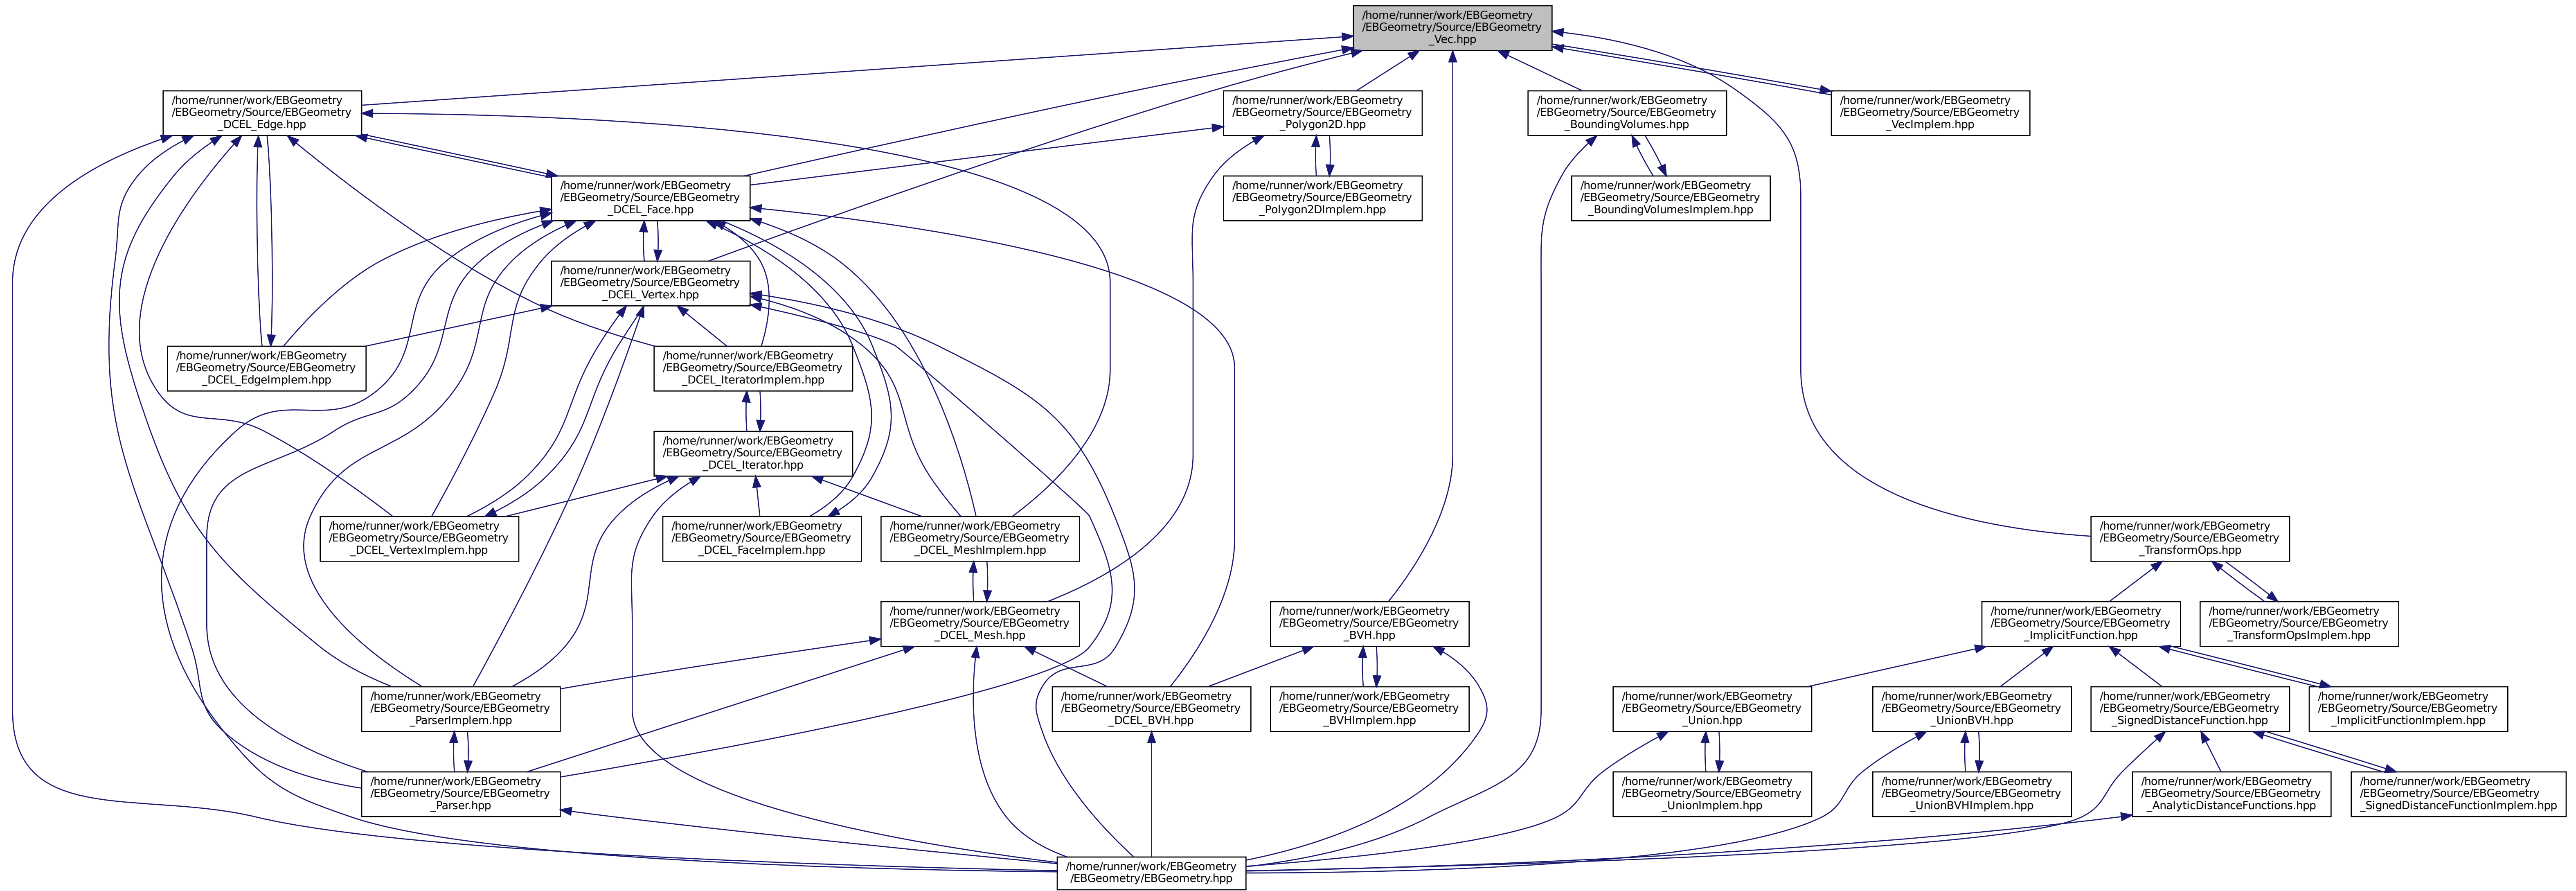 /home/runner/work/EBGeometry
/EBGeometry/Source/EBGeometry
_Vec.hpp
/home/runner/work/EBGeometry
/EBGeometry/Source/EBGeometry
_DCEL_Edge.hpp
/home/runner/work/EBGeometry
/EBGeometry/Source/EBGeometry
_Polygon2D.hpp
/home/runner/work/EBGeometry
/EBGeometry/Source/EBGeometry
_BoundingVolumes.hpp
/home/runner/work/EBGeometry
/EBGeometry/Source/EBGeometry
_VecImplem.hpp
/home/runner/work/EBGeometry
/EBGeometry/Source/EBGeometry
_DCEL_Face.hpp
/home/runner/work/EBGeometry
/EBGeometry/Source/EBGeometry
_Polygon2DImplem.hpp
/home/runner/work/EBGeometry
/EBGeometry/Source/EBGeometry
_BoundingVolumesImplem.hpp
/home/runner/work/EBGeometry
/EBGeometry/Source/EBGeometry
_DCEL_Vertex.hpp
/home/runner/work/EBGeometry
/EBGeometry/Source/EBGeometry
_DCEL_EdgeImplem.hpp
/home/runner/work/EBGeometry
/EBGeometry/Source/EBGeometry
_DCEL_IteratorImplem.hpp
/home/runner/work/EBGeometry
/EBGeometry/Source/EBGeometry
_DCEL_Iterator.hpp
/home/runner/work/EBGeometry
/EBGeometry/Source/EBGeometry
_DCEL_VertexImplem.hpp
/home/runner/work/EBGeometry
/EBGeometry/Source/EBGeometry
_DCEL_FaceImplem.hpp
/home/runner/work/EBGeometry
/EBGeometry/Source/EBGeometry
_DCEL_MeshImplem.hpp
/home/runner/work/EBGeometry
/EBGeometry/Source/EBGeometry
_TransformOps.hpp
/home/runner/work/EBGeometry
/EBGeometry/Source/EBGeometry
_DCEL_Mesh.hpp
/home/runner/work/EBGeometry
/EBGeometry/Source/EBGeometry
_BVH.hpp
/home/runner/work/EBGeometry
/EBGeometry/Source/EBGeometry
_ImplicitFunction.hpp
/home/runner/work/EBGeometry
/EBGeometry/Source/EBGeometry
_TransformOpsImplem.hpp
/home/runner/work/EBGeometry
/EBGeometry/Source/EBGeometry
_ParserImplem.hpp
/home/runner/work/EBGeometry
/EBGeometry/Source/EBGeometry
_DCEL_BVH.hpp
/home/runner/work/EBGeometry
/EBGeometry/Source/EBGeometry
_BVHImplem.hpp
/home/runner/work/EBGeometry
/EBGeometry/Source/EBGeometry
_Union.hpp
/home/runner/work/EBGeometry
/EBGeometry/Source/EBGeometry
_UnionBVH.hpp
/home/runner/work/EBGeometry
/EBGeometry/Source/EBGeometry
_SignedDistanceFunction.hpp
/home/runner/work/EBGeometry
/EBGeometry/Source/EBGeometry
_ImplicitFunctionImplem.hpp
/home/runner/work/EBGeometry
/EBGeometry/Source/EBGeometry
_Parser.hpp
/home/runner/work/EBGeometry
/EBGeometry/Source/EBGeometry
_UnionImplem.hpp
/home/runner/work/EBGeometry
/EBGeometry/Source/EBGeometry
_UnionBVHImplem.hpp
/home/runner/work/EBGeometry
/EBGeometry/Source/EBGeometry
_AnalyticDistanceFunctions.hpp
/home/runner/work/EBGeometry
/EBGeometry/Source/EBGeometry
_SignedDistanceFunctionImplem.hpp
/home/runner/work/EBGeometry
/EBGeometry/EBGeometry.hpp